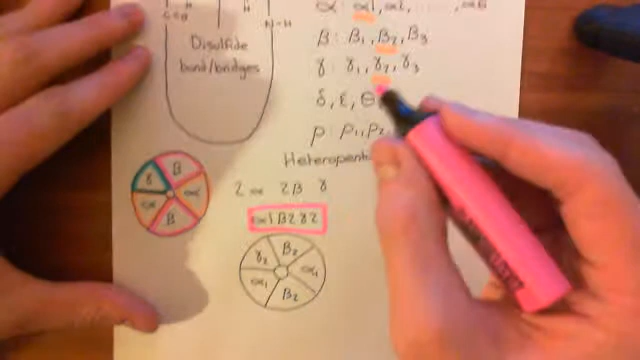 H
H
C=O
N-H
Disulfide
bond/bridges
α: α1, α2, ......, α6
β: β1, β2, β3
γ: γ1, γ2, γ3
δ, ε, θ,
ρ: ρ1, ρ2,
Heteropent
2α 2β γ
α1β2γ2
γ β
α α
β
γ2 β2
α1 α1
β2